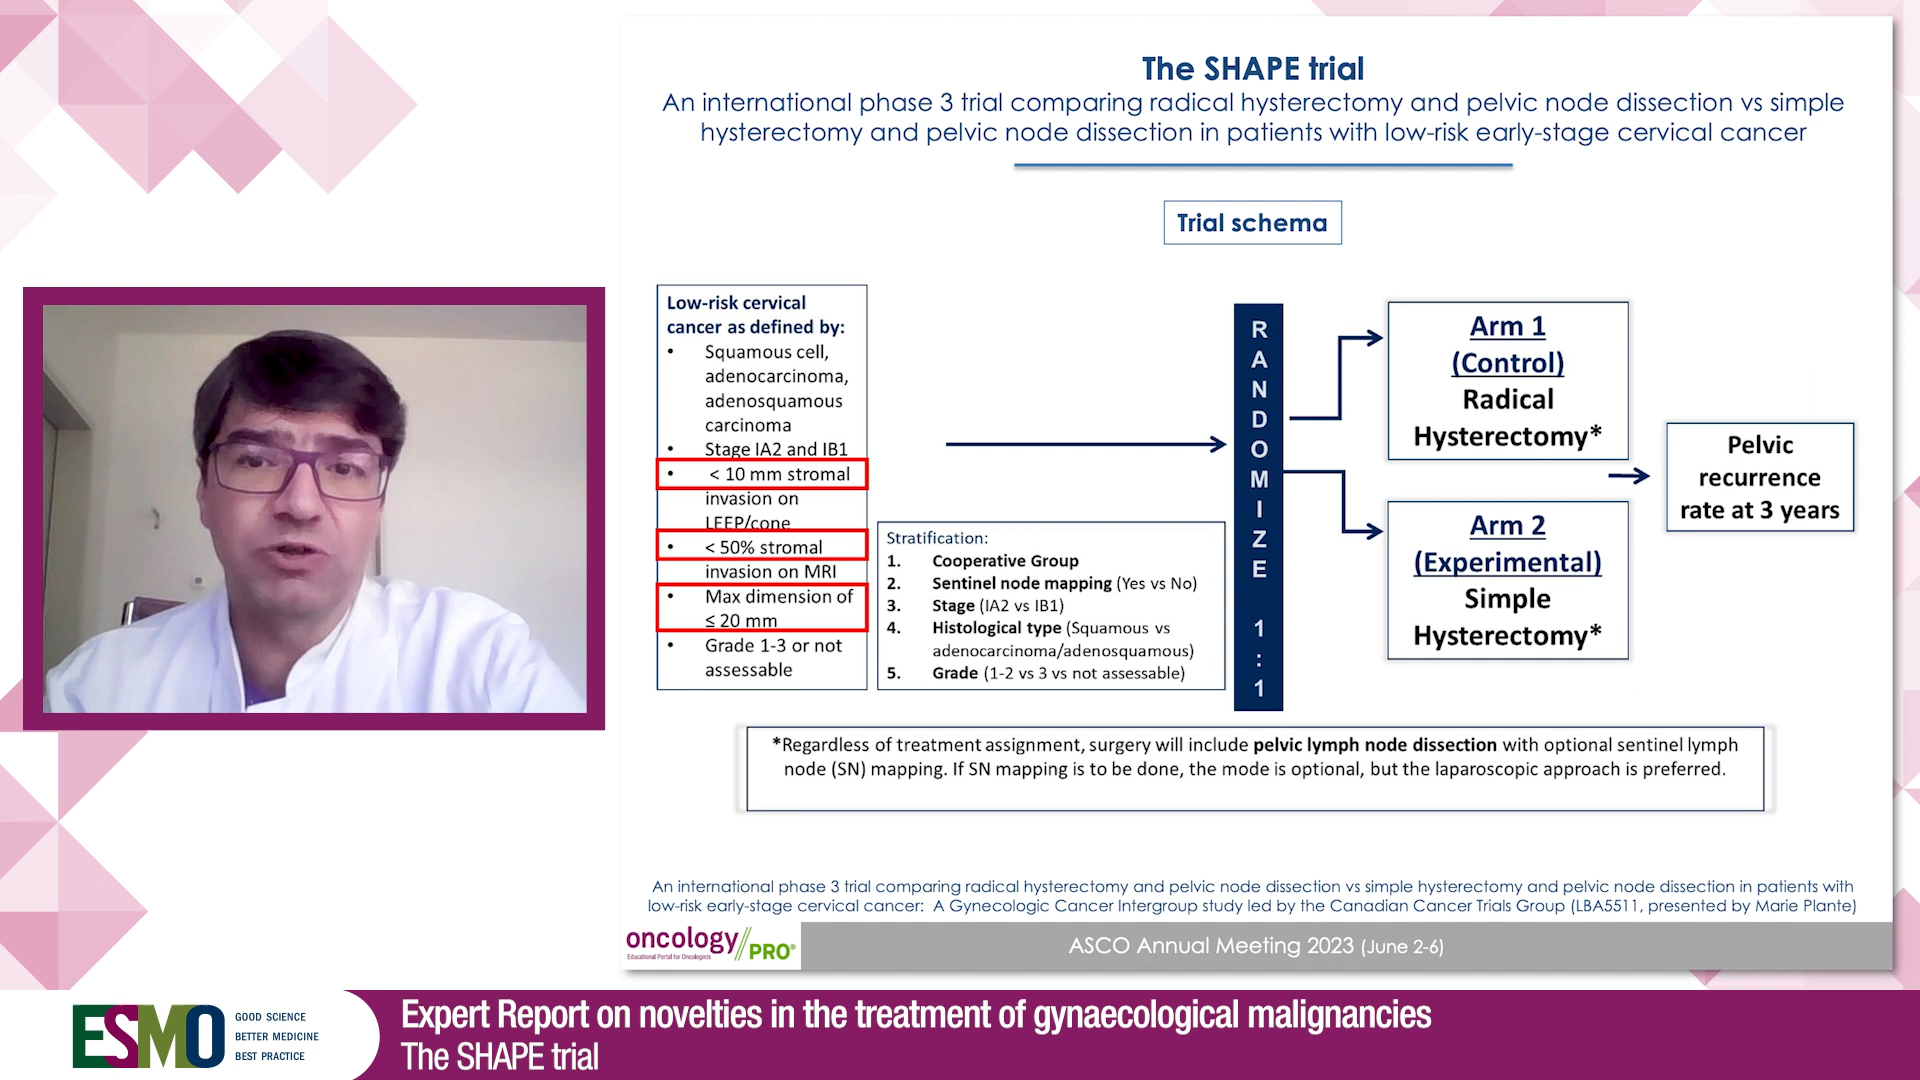 The SHAPE trial
An international phase 3 trial comparing radical hysterectomy and pelvic node dissection vs simple
hysterectomy and pelvic node dissection in patients with low-risk early-stage cervical cancer
Trial schema
Low-risk cervical
cancer as defined by:
• Squamous cell,
adenocarcinoma,
adenosquamous
carcinoma
• Stage IA2 and IB1
• < 10 mm stromal
invasion on
LEEP/cone
• < 50% stromal
invasion on MRI
• Max dimension of
≤ 20 mm
• Grade 1-3 or not
assessable
Stratification:
1. Cooperative Group
2. Sentinel node mapping (Yes vs No)
3. Stage (IA2 vs IB1)
4. Histological type (Squamous vs
adenocarcinoma/adenosquamous)
5. Grade (1-2 vs 3 vs not assessable)
R
A
N
D
O
M
I
Z
E
1
:
1
Arm 1
(Control)
Radical
Hysterectomy*
Arm 2
(Experimental)
Simple
Hysterectomy*
Pelvic
recurrence
rate at 3 years
*Regardless of treatment assignment, surgery will include pelvic lymph node dissection with optional sentinel lymph
node (SN) mapping. If SN mapping is to be done, the mode is optional, but the laparoscopic approach is preferred.
An international phase 3 trial comparing radical hysterectomy and pelvic node dissection vs simple hysterectomy and pelvic node dissection in patients with
low-risk early-stage cervical cancer: A Gynecologic Cancer Intergroup study led by the Canadian Cancer Trials Group (LBA5511, presented by Marie Plante)
oncology//PRO®
Educational Portal for Oncologists
ASCO Annual Meeting 2023 (June 2-6)
ESMO
GOOD SCIENCE
BETTER MEDICINE
BEST PRACTICE
Expert Report on novelties in the treatment of gynaecological malignancies
The SHAPE trial